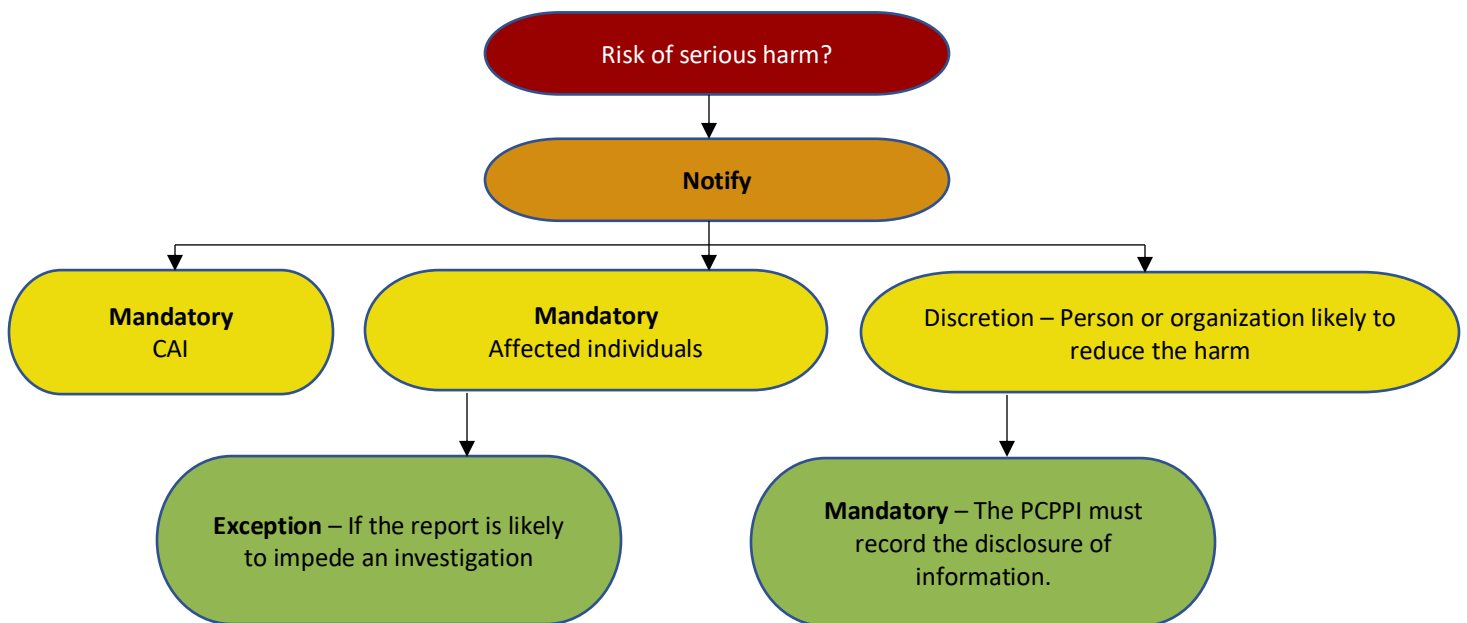 Risk of serious harm?
Notify
Mandatory
CAI
Mandatory
Affected individuals
Discretion – Person or organization likely to
reduce the harm
Exception – If the report is likely
to impede an investigation
Mandatory – The PCPPI must
record the disclosure of
information.